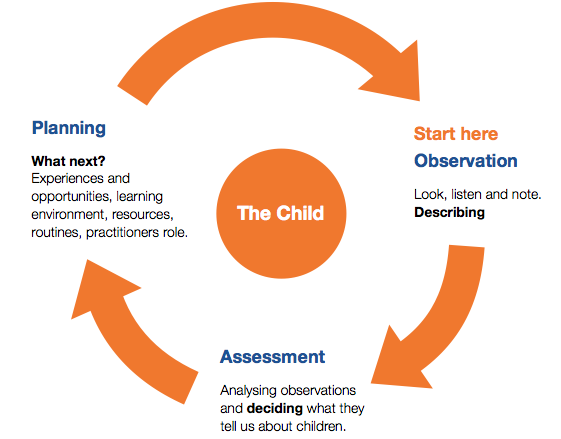 Start here
Observation
Look, listen and note.
Describing
Assessment
Analysing observations
and deciding what they
tell us about children.
Planning
What next?
Experiences and
opportunities, learning
environment, resources,
routines, practitioners role.
The Child